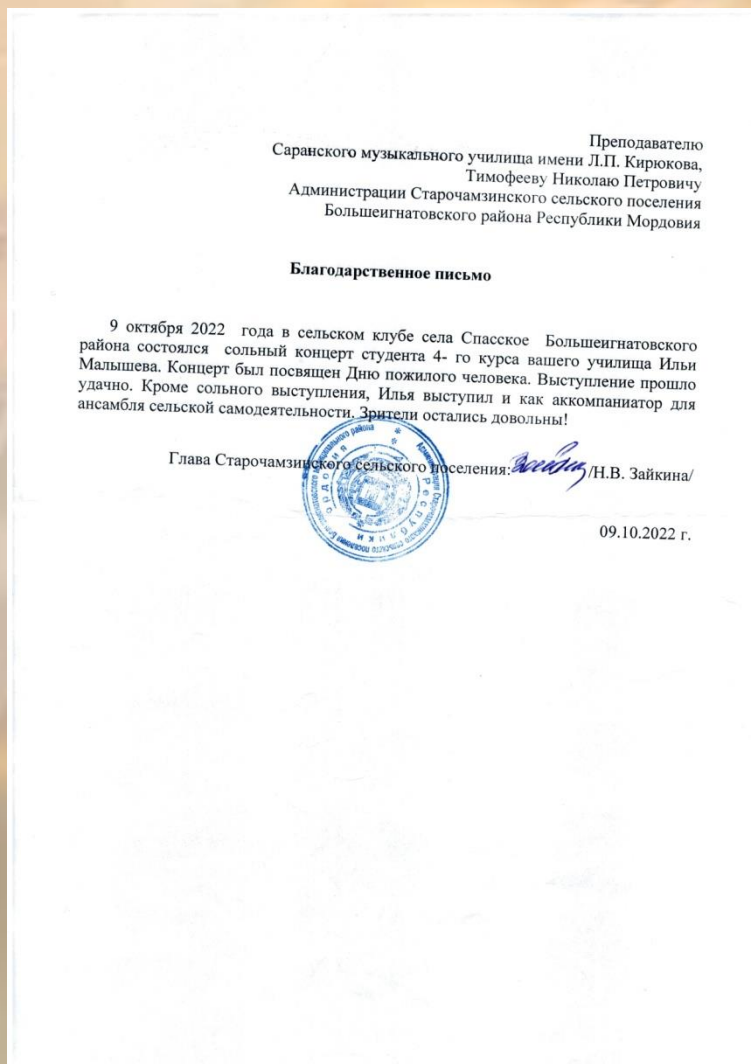 Преподавателю
Саранского музыкального училища имени Л.П. Кирюкова,
Тимофееву Николаю Петровичу
Администрации Старочамзинского сельского поселения
Большеигнатовского района Республики Мордовия
Благодарственное письмо
9 октября 2022 года в сельском клубе села Спасское Большеигнатовского
района состоялся сольный концерт студента 4- го курса вашего училища Ильи
Малышева. Концерт был посвящен Дню пожилого человека. Выступление прошло
удачно. Кроме сольного выступления, Илья выступил и как аккомпаниатор для
ансамбля сельской самодеятельности. Зрители остались довольны!
Глава Старочамзинского сельского поселения: /Н.В. Зайкина/
09.10.2022 г.